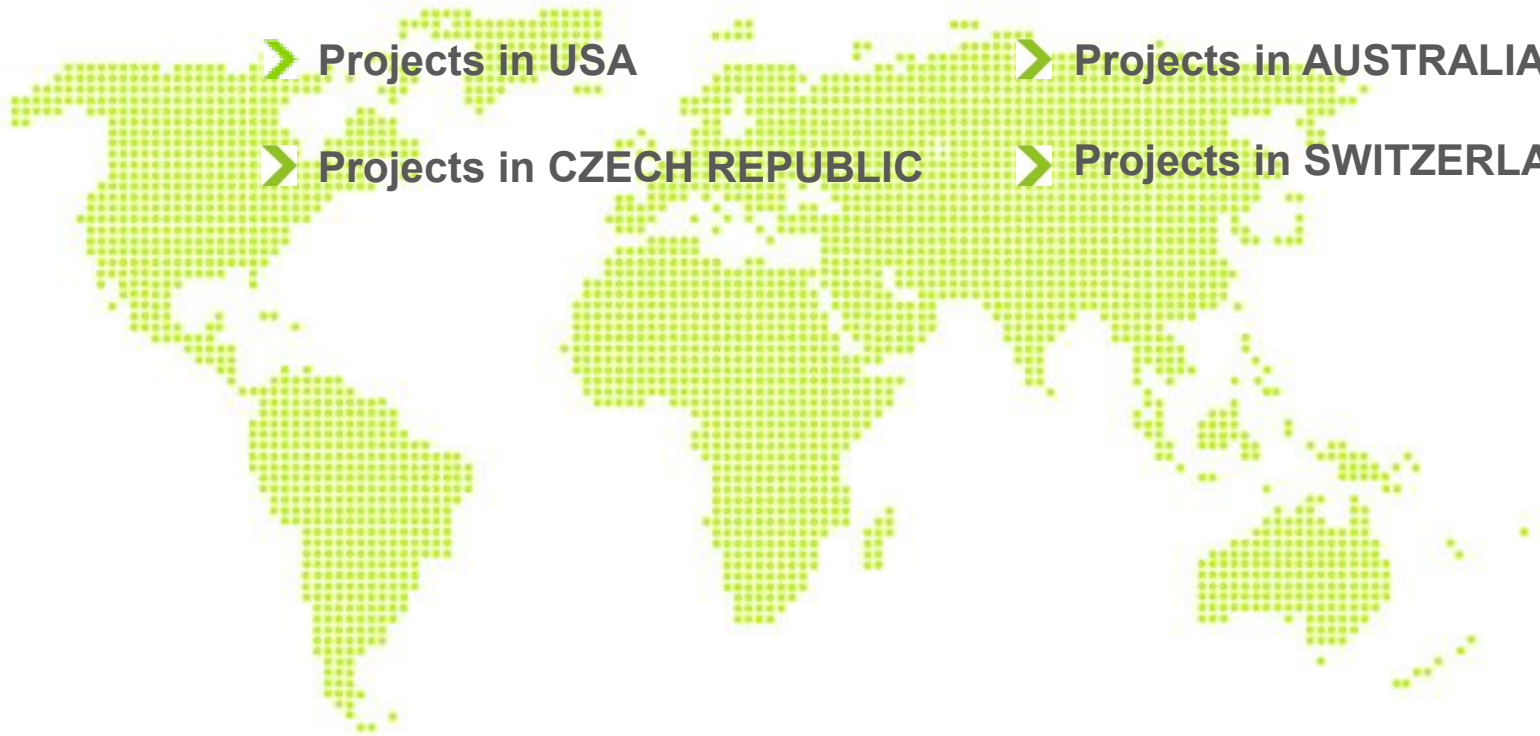 Projects in USA
Projects in AUSTRALIA
Projects in CZECH REPUBLIC
Projects in SWITZERLA